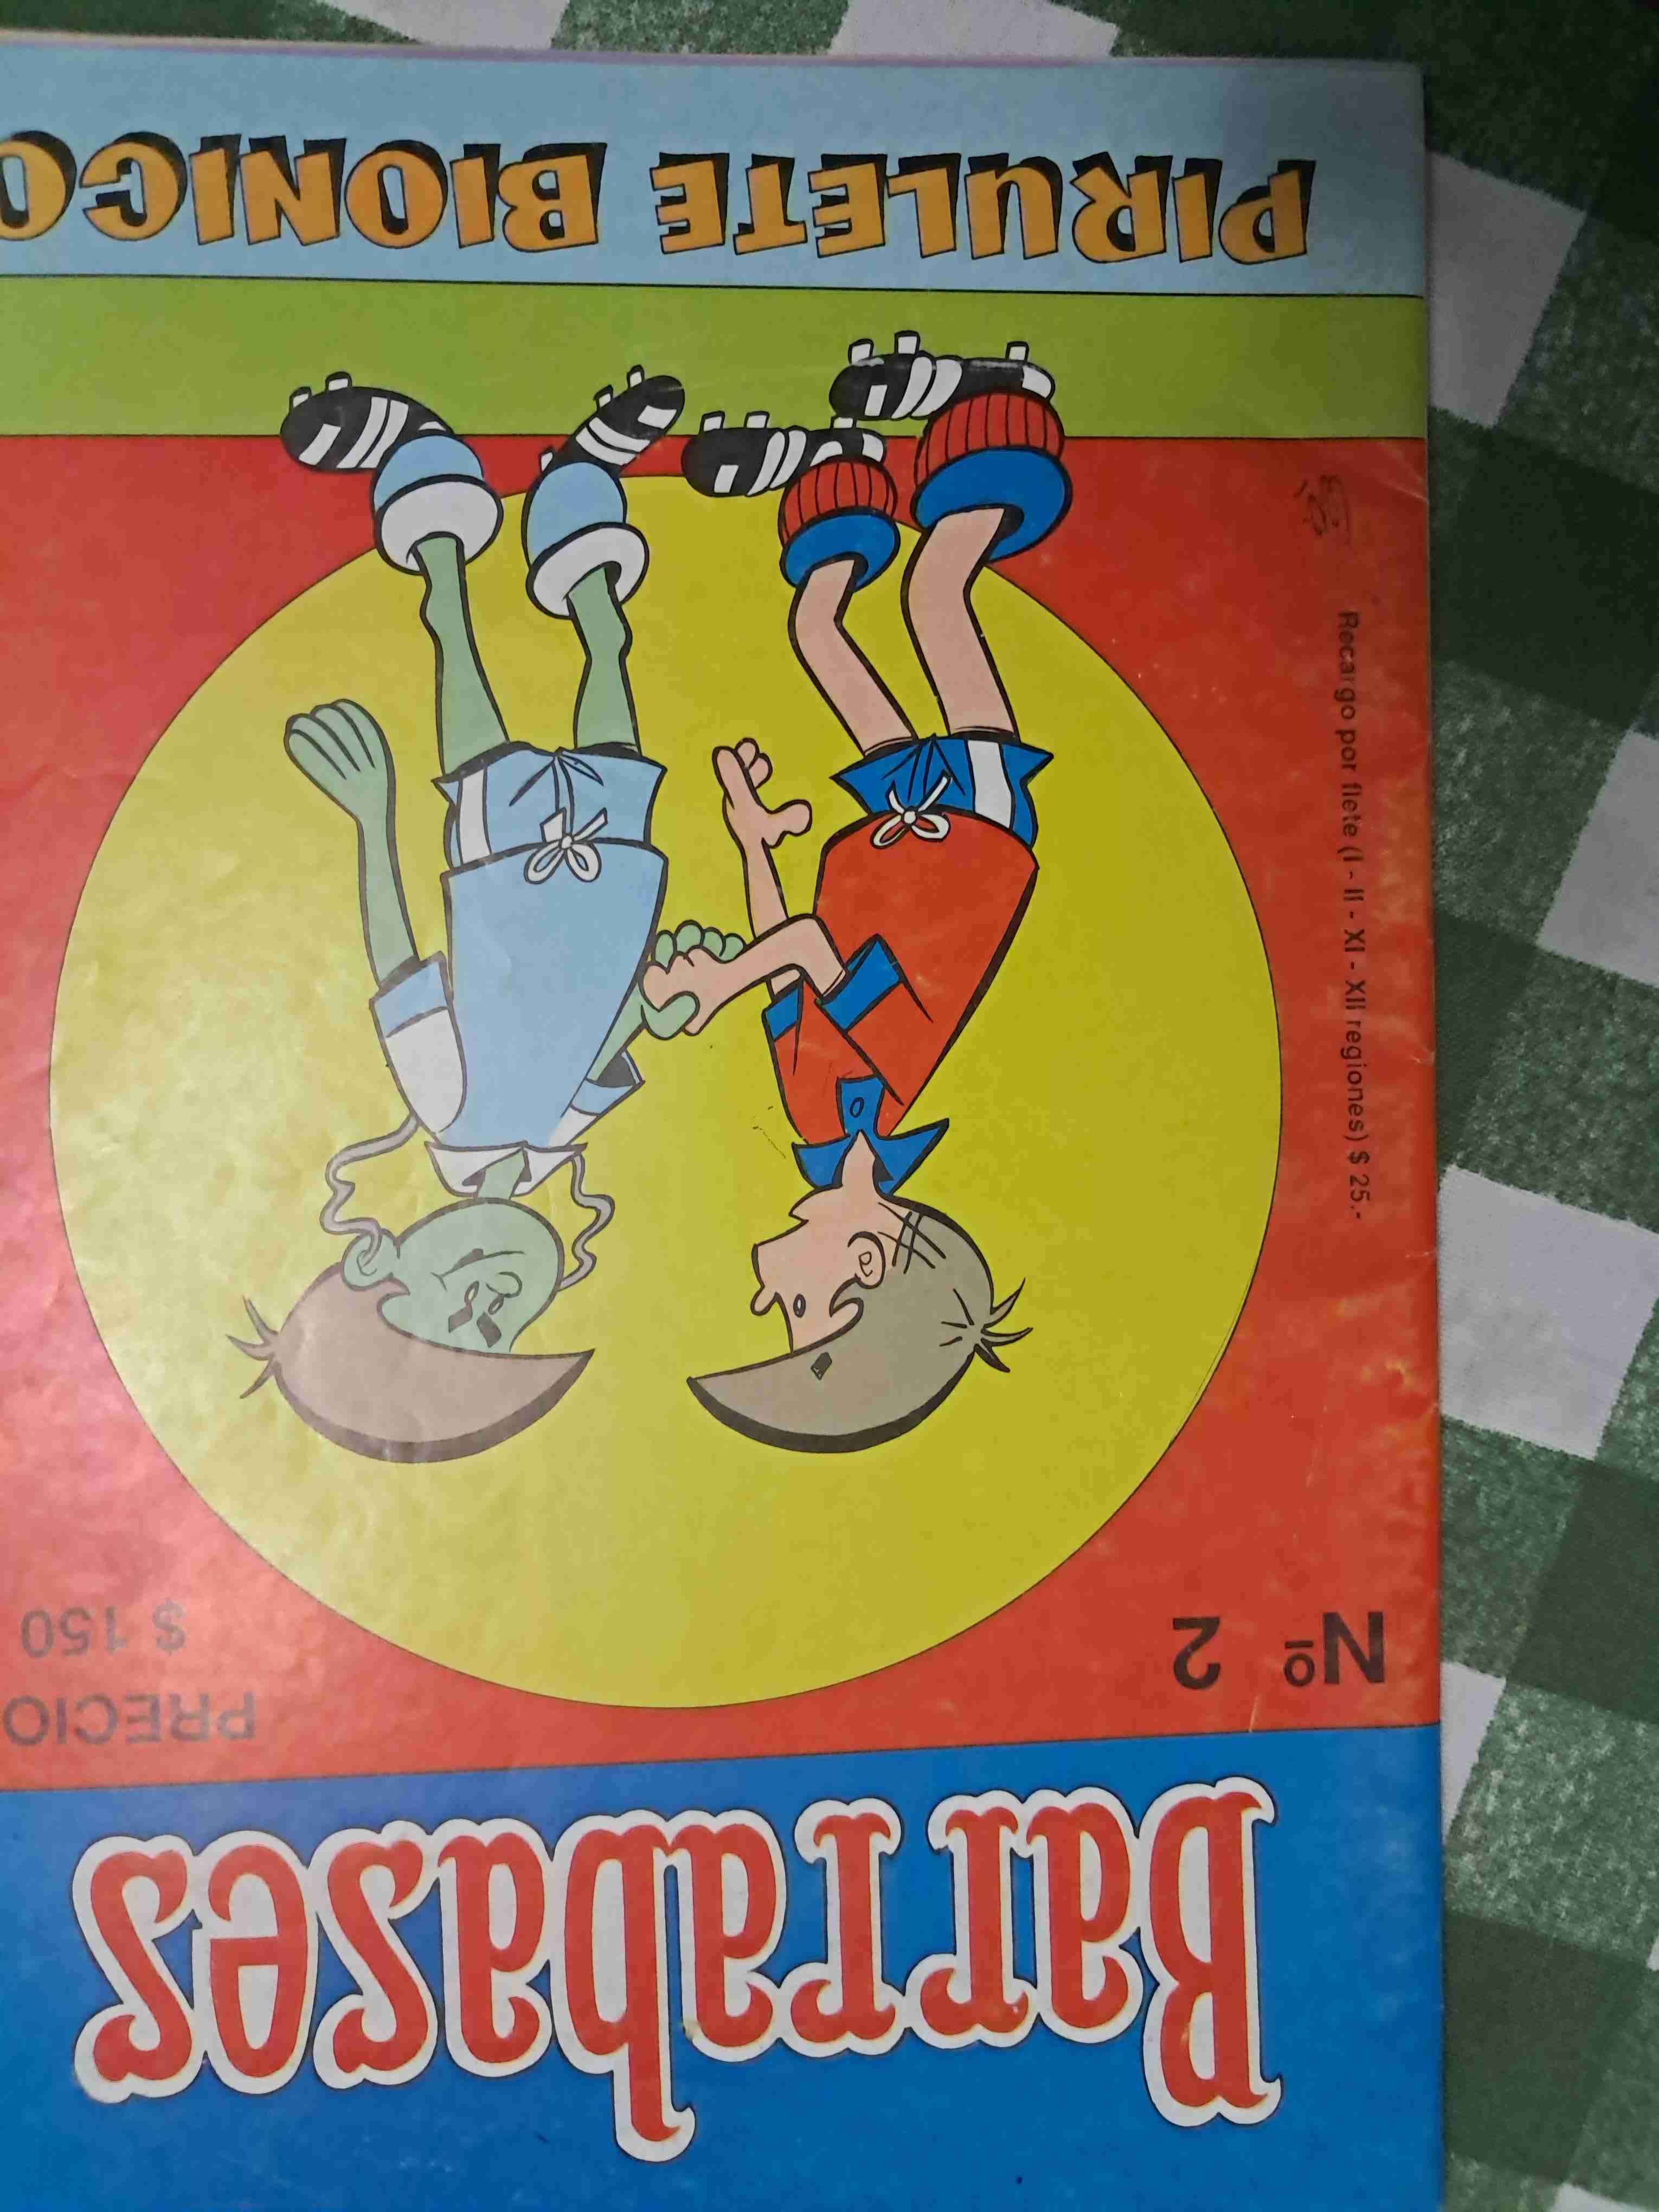 Barrabases
Nº 2
PRECIO
$ 150
Recargo por flete (I - II - XI - XII regiones) $ 25.-
PIRULETE BIONICO